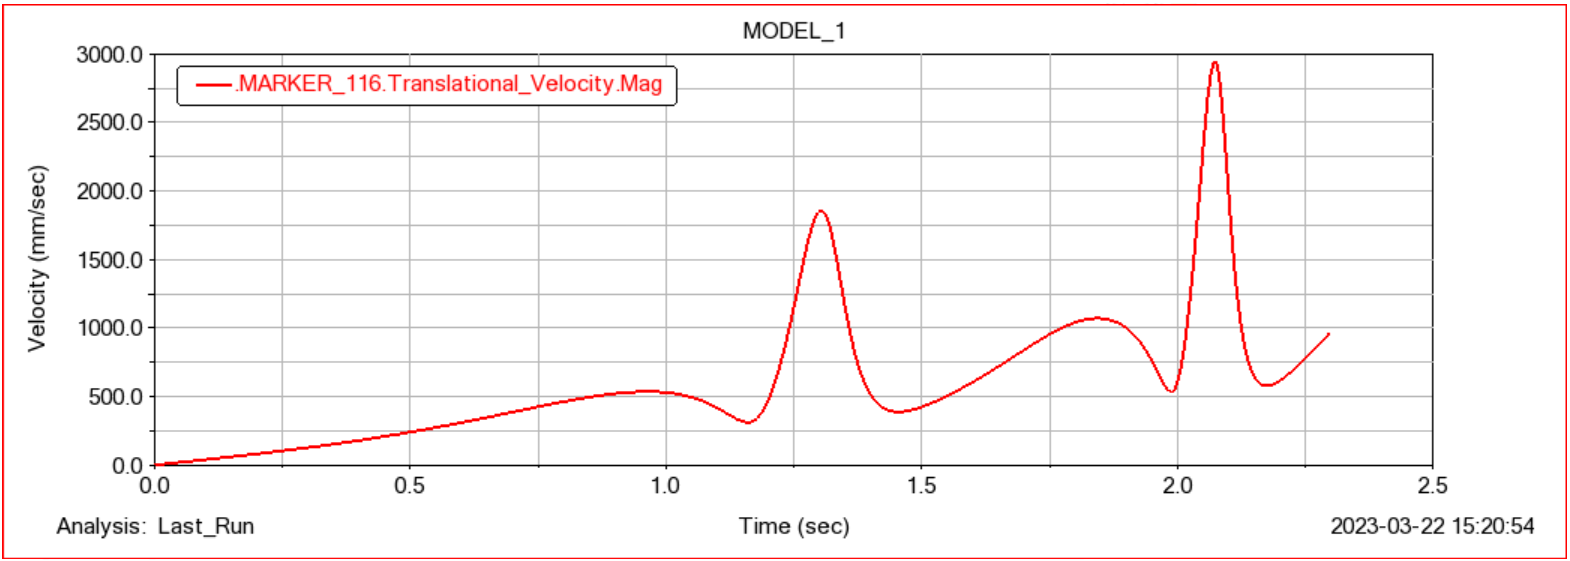 MODEL_1
3000.0
2500.0
2000.0
1500.0
1000.0
500.0
0.0
Velocity (mm/sec)
.MARKER_116.Translational_Velocity.Mag
0.0 0.5 1.0 1.5 2.0 2.5
Analysis: Last_Run Time (sec) 2023-03-22 15:20:54